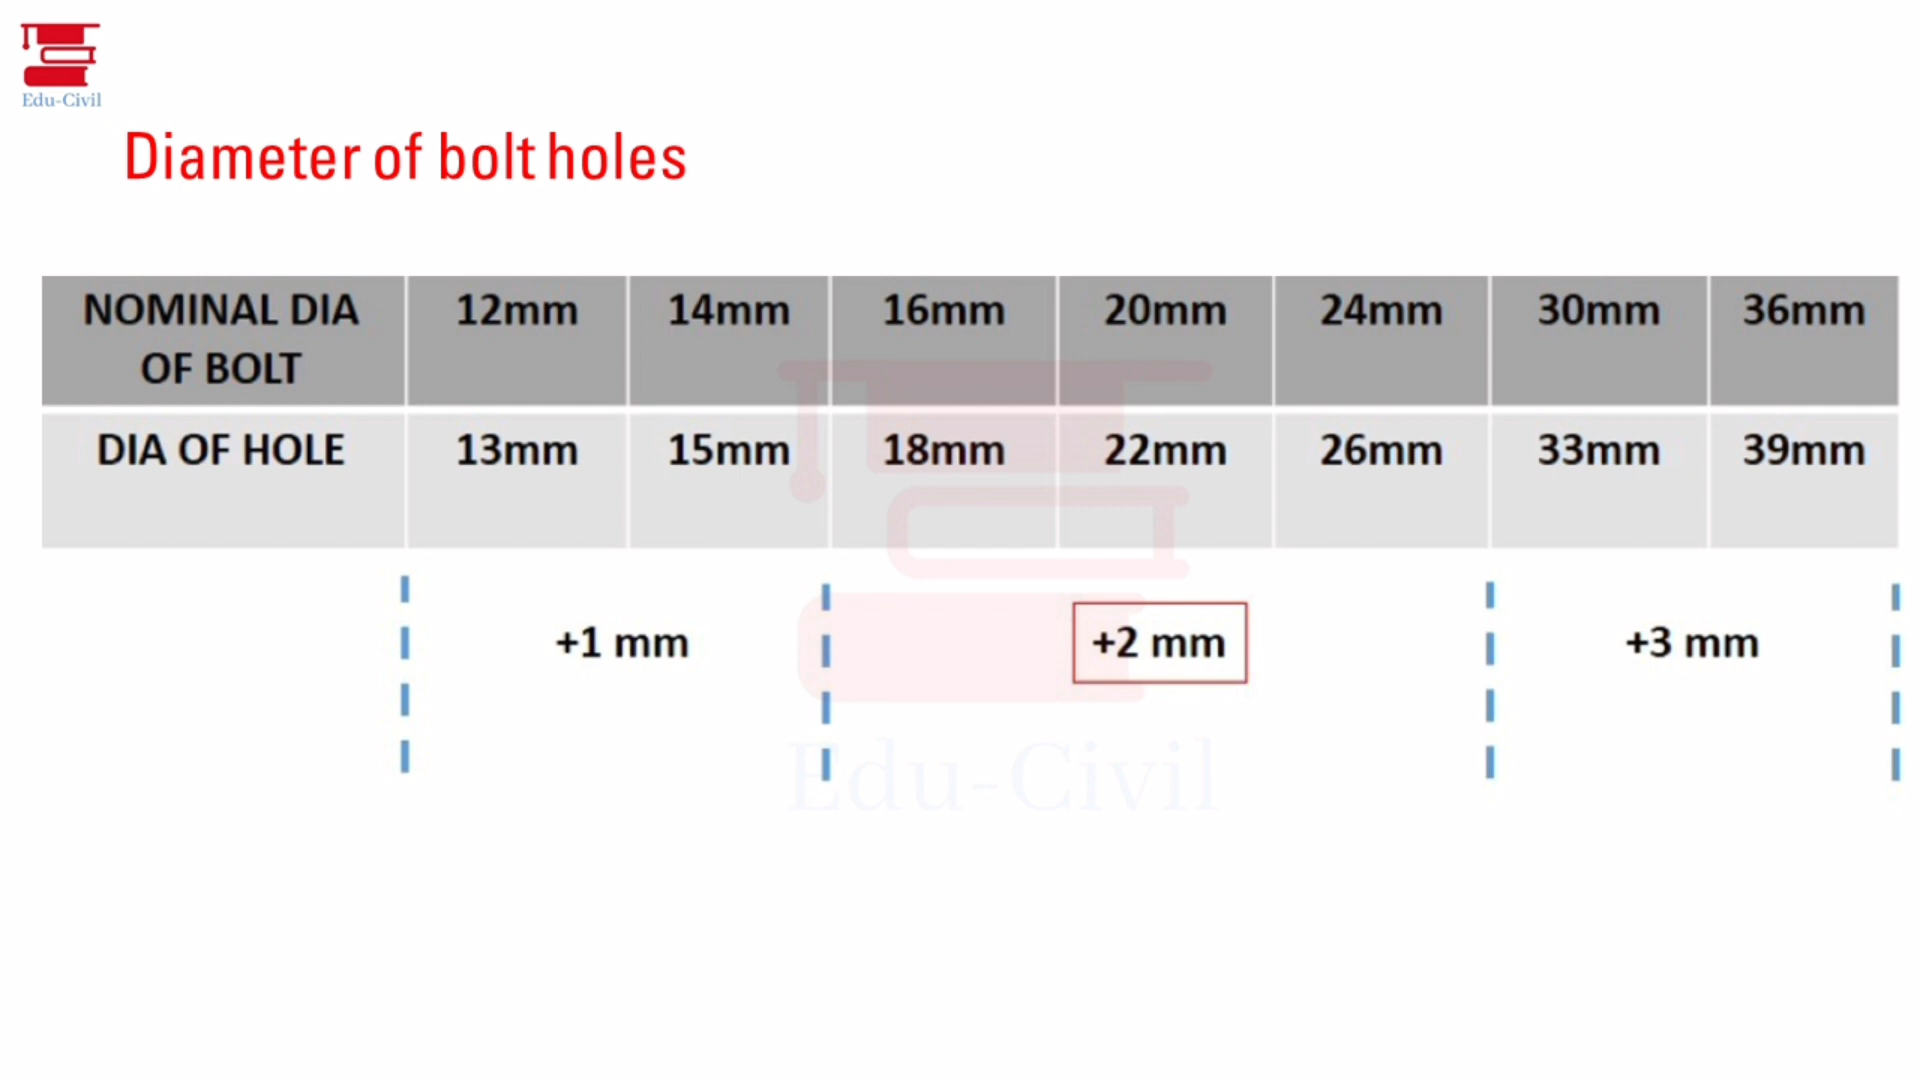 Edu-Civil
Diameter of bolt holes
NOMINAL DIA OF BOLT 12mm 14mm 16mm 20mm 24mm 30mm 36mm
DIA OF HOLE 13mm 15mm 18mm 22mm 26mm 33mm 39mm
+1 mm +2 mm +3 mm
Edu-Civil